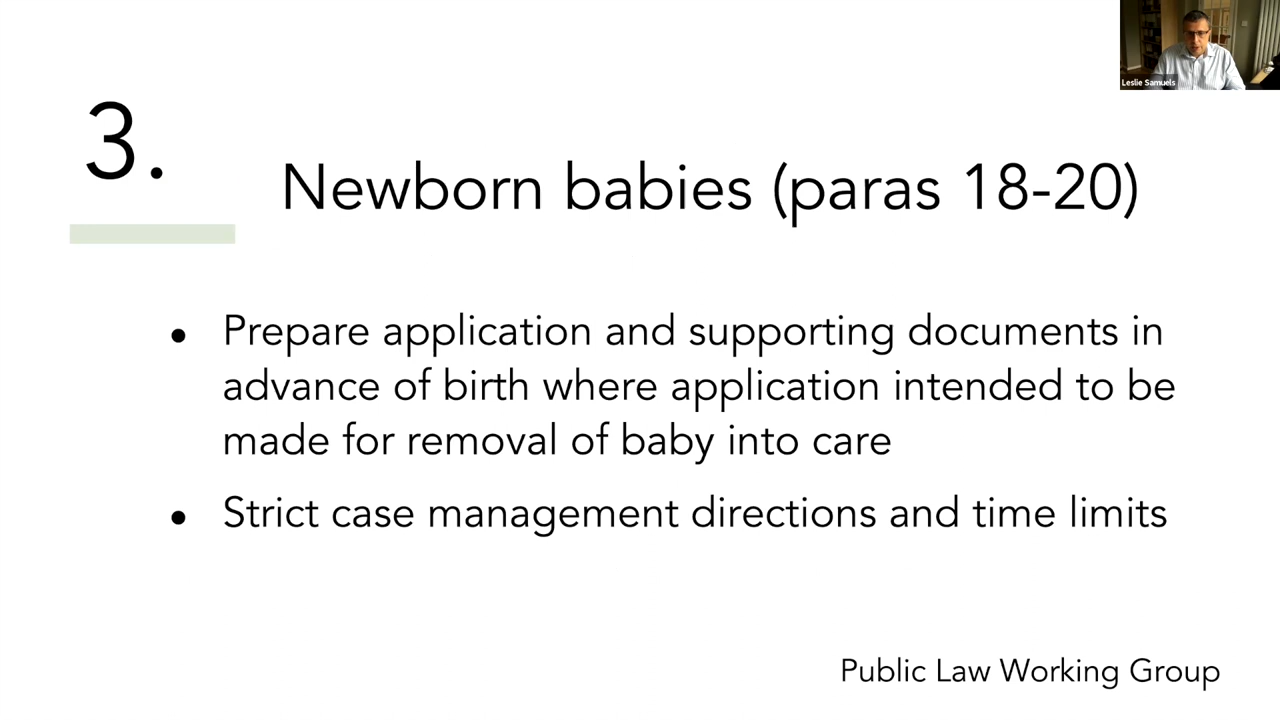 Leslie Samuels
3.
Newborn babies (paras 18-20)
• Prepare application and supporting documents in
advance of birth where application intended to be
made for removal of baby into care
• Strict case management directions and time limits
Public Law Working Group